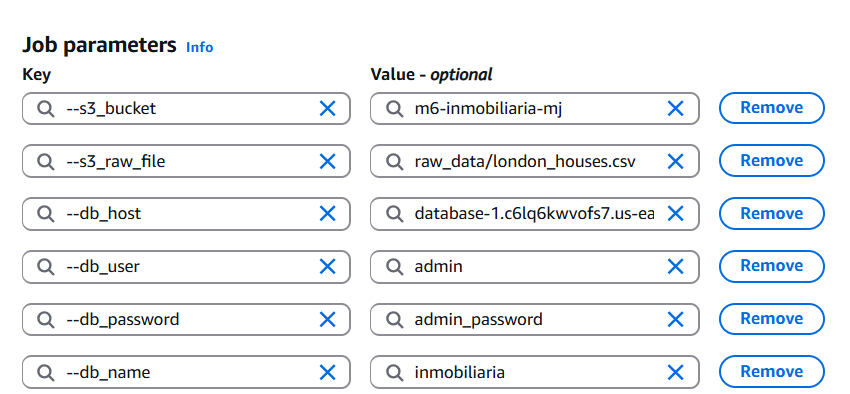 Job parameters Info
Key Value - optional
--s3_bucket m6-inmobiliaria-mj Remove
--s3_raw_file raw_data/london_houses.csv Remove
--db_host database-1.c6lq6kwvofs7.us-ea Remove
--db_user admin Remove
--db_password admin_password Remove
--db_name inmobiliaria Remove